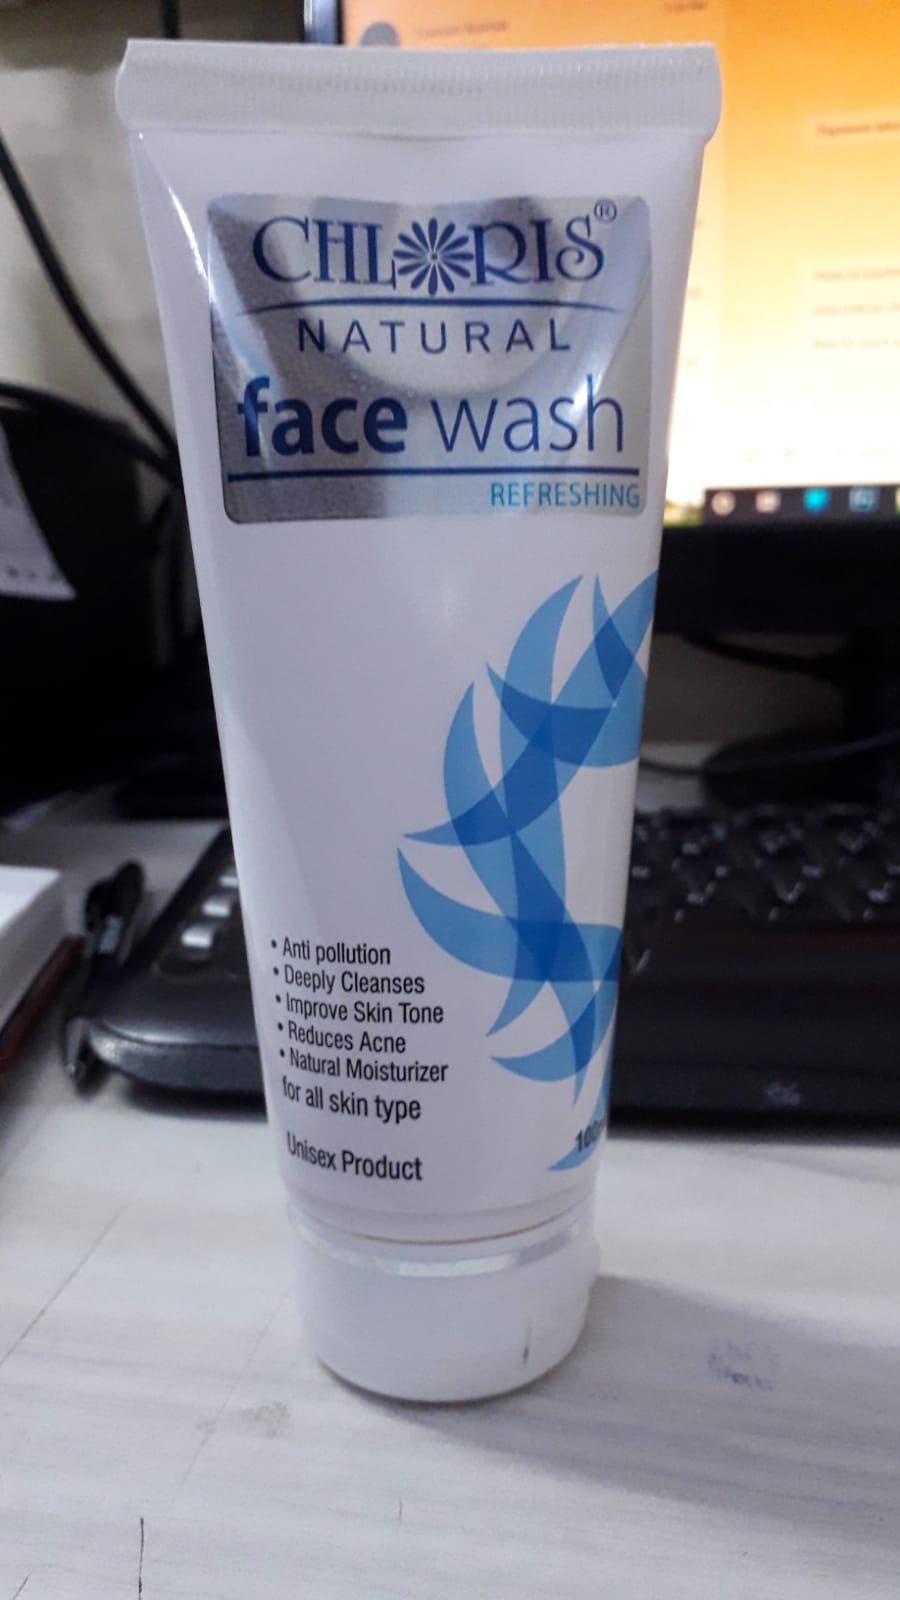 CHLORIS®
NATURAL
face wash
REFRESHING
• Anti pollution
• Deeply Cleanses
• Improve Skin Tone
• Reduces Acne
• Natural Moisturizer
for all skin type
Unisex Product